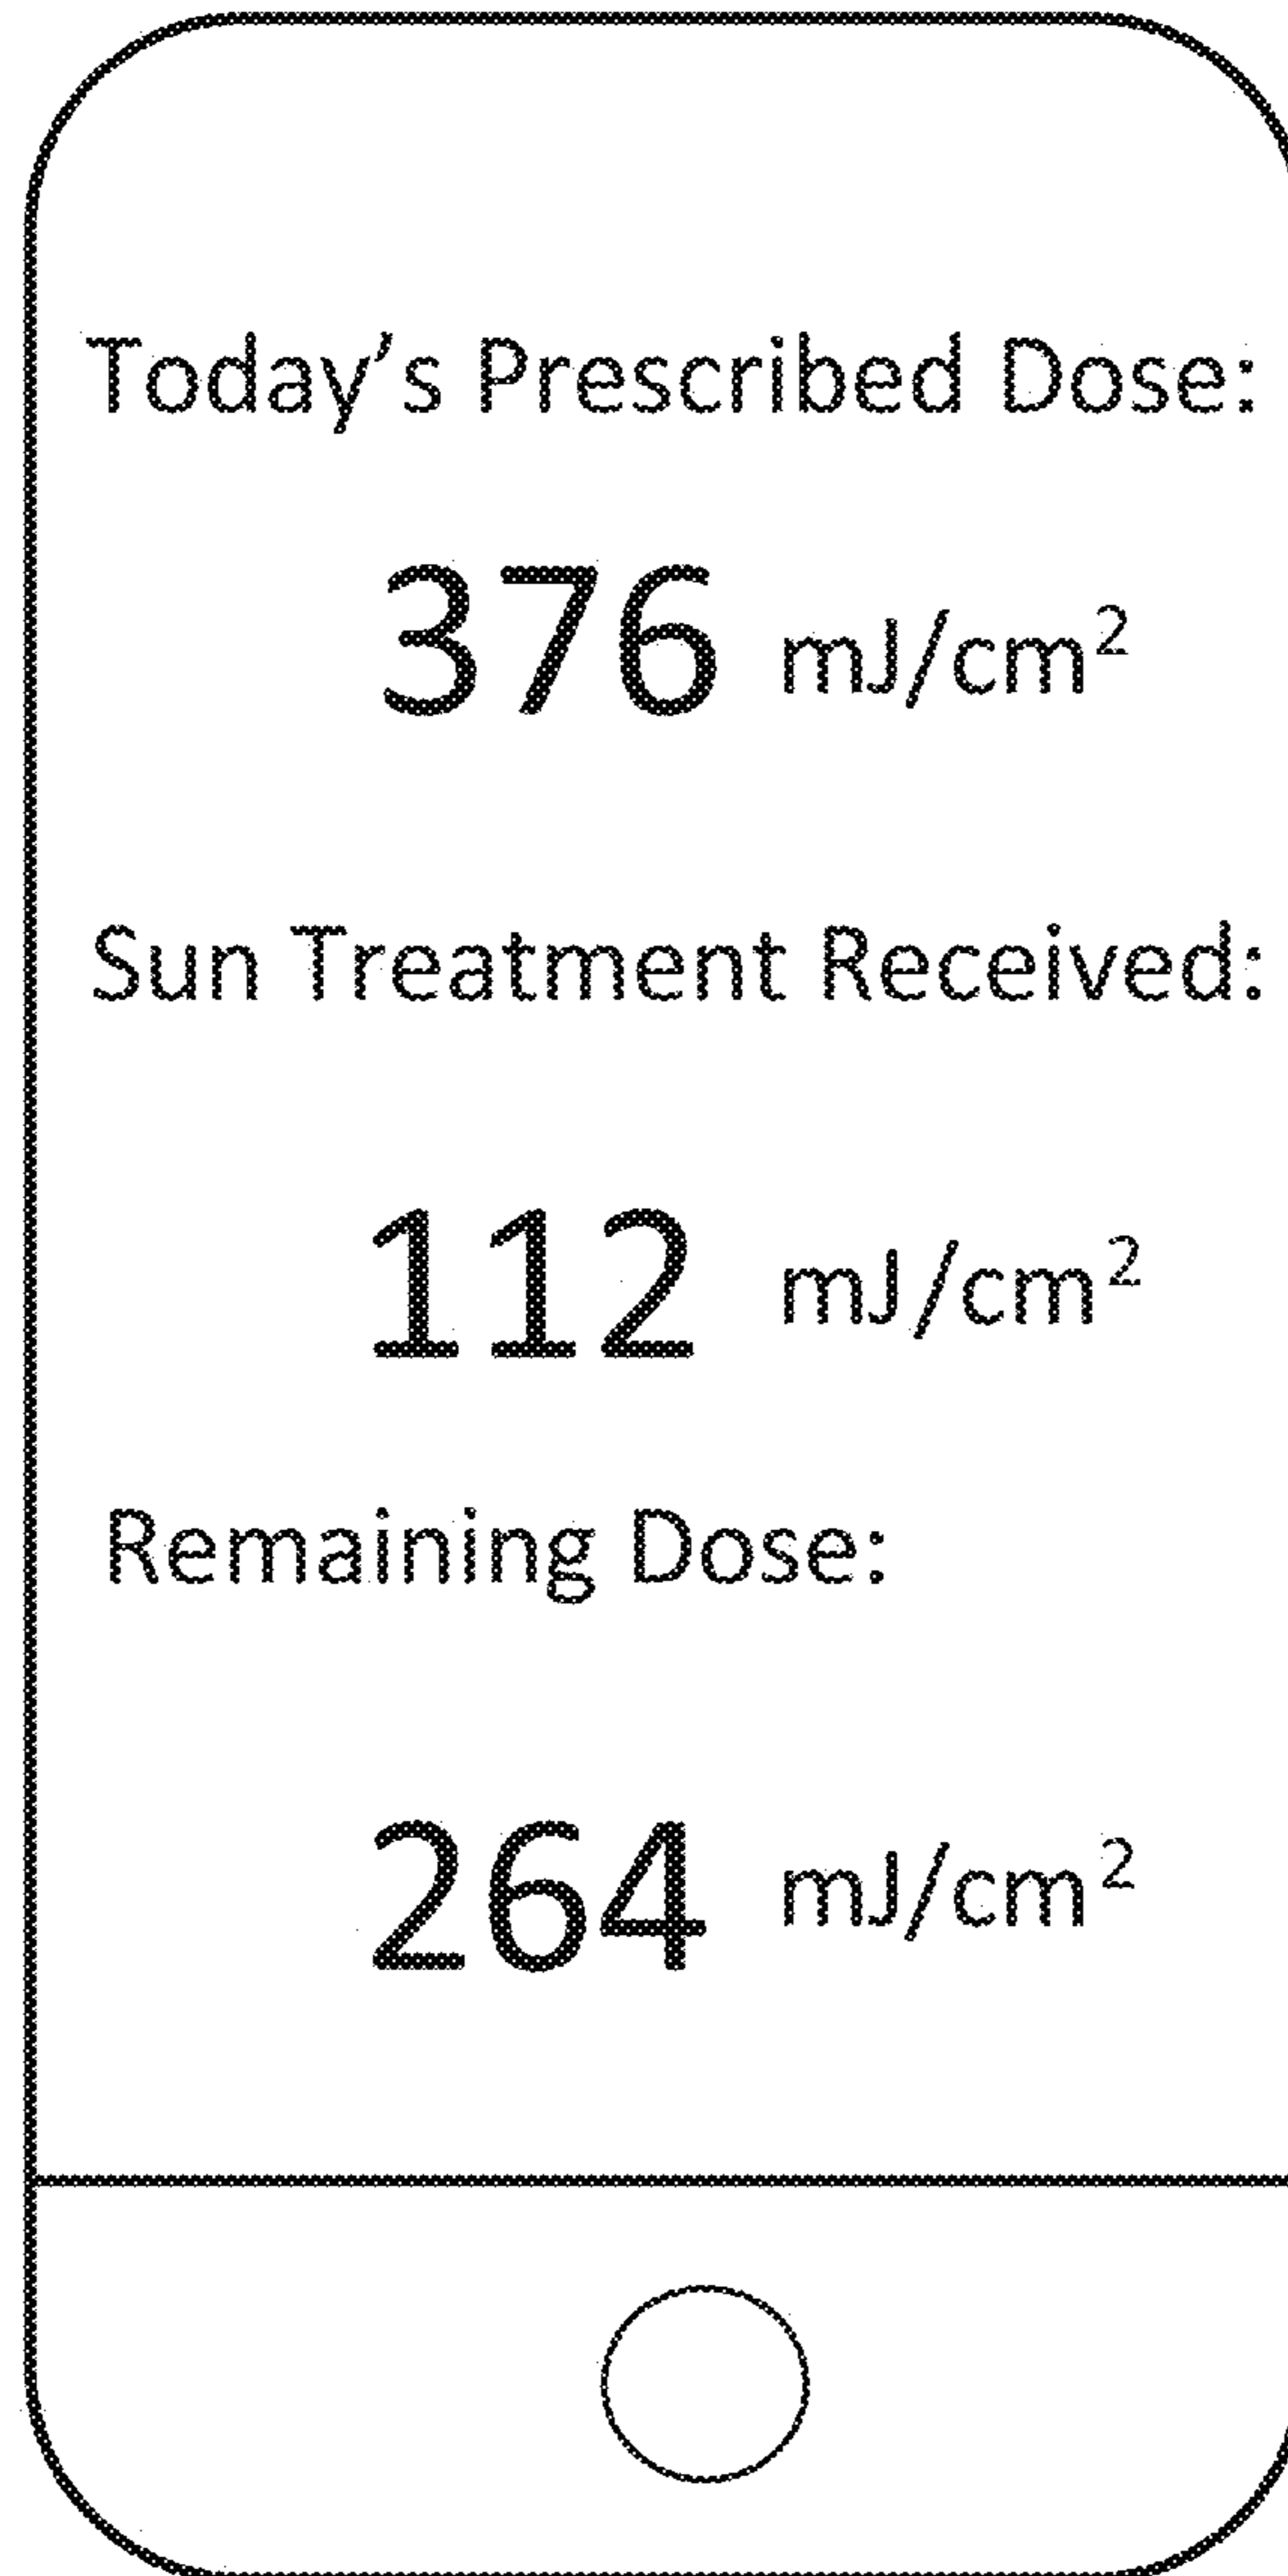 Today’s Prescribed Dose:
376 mJ/cm²
Sun Treatment Received:
112 mJ/cm²
Remaining Dose:
264 mJ/cm²